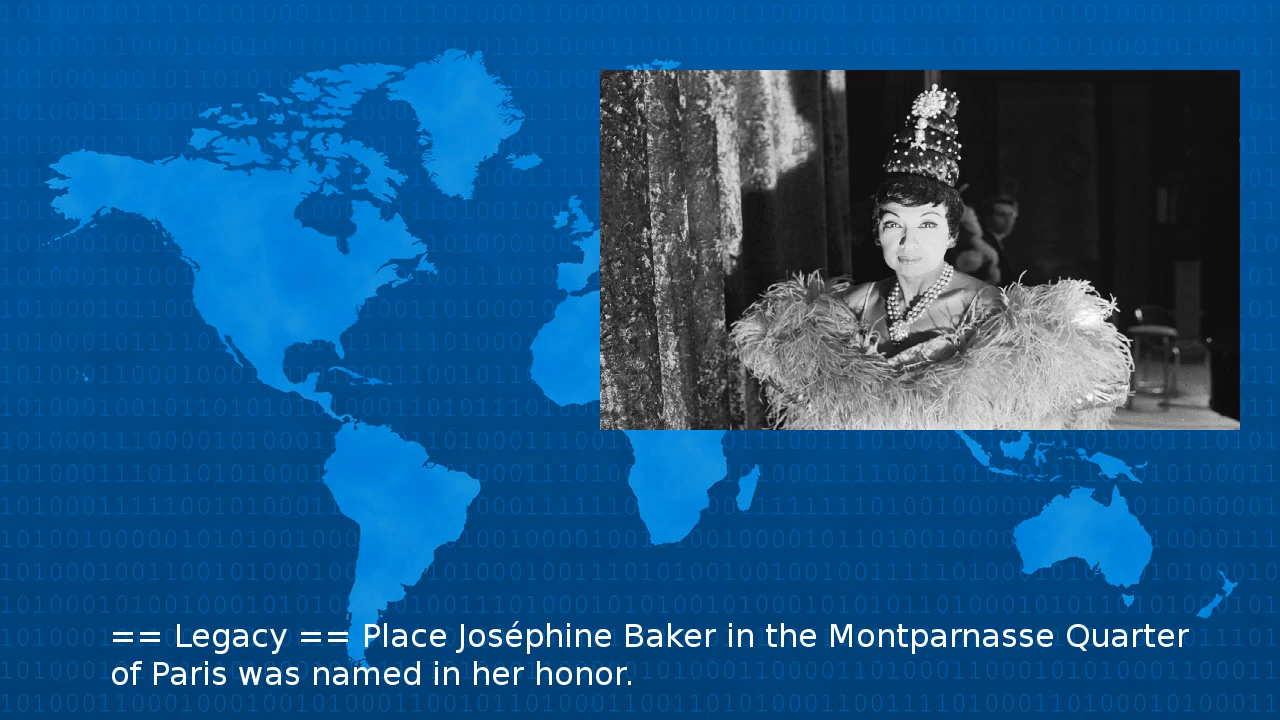 == Legacy == Place Joséphine Baker in the Montparnasse Quarter
of Paris was named in her honor.